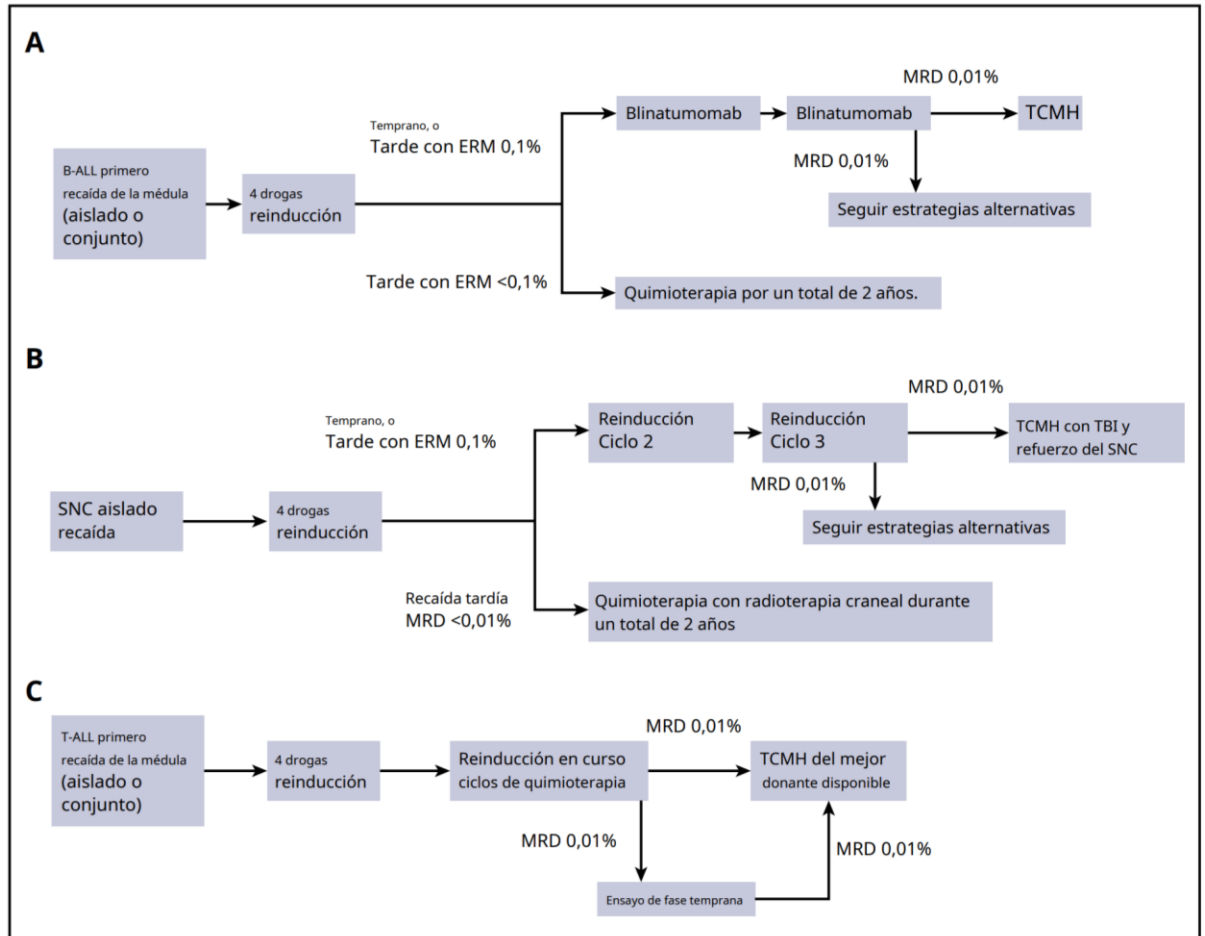 A
MRD 0,01%
Temprano, o
Tarde con ERM 0,1%
Blinatumomab
Blinatumomab
TCMH
MRD 0,01%
B-ALL primero
recaída de la médula
(aislado o
conjunto)
4 drogas
reinducción
Seguir estrategias alternativas
Tarde con ERM <0,1%
Quimioterapia por un total de 2 años.
B
MRD 0,01%
Temprano, o
Tarde con ERM 0,1%
Reinducción
Ciclo 2
Reinducción
Ciclo 3
TCMH con TBI y
refuerzo del SNC
MRD 0,01%
SNC aislado
recaída
4 drogas
reinducción
Seguir estrategias alternativas
Recaída tardía
MRD <0,01%
Quimioterapia con radioterapia craneal durante
un total de 2 años
C
T-ALL primero
recaída de la médula
(aislado o
conjunto)
4 drogas
reinducción
Reinducción en curso
ciclos de quimioterapia
MRD 0,01%
TCMH del mejor
donante disponible
MRD 0,01%
MRD 0,01%
Ensayo de fase temprana